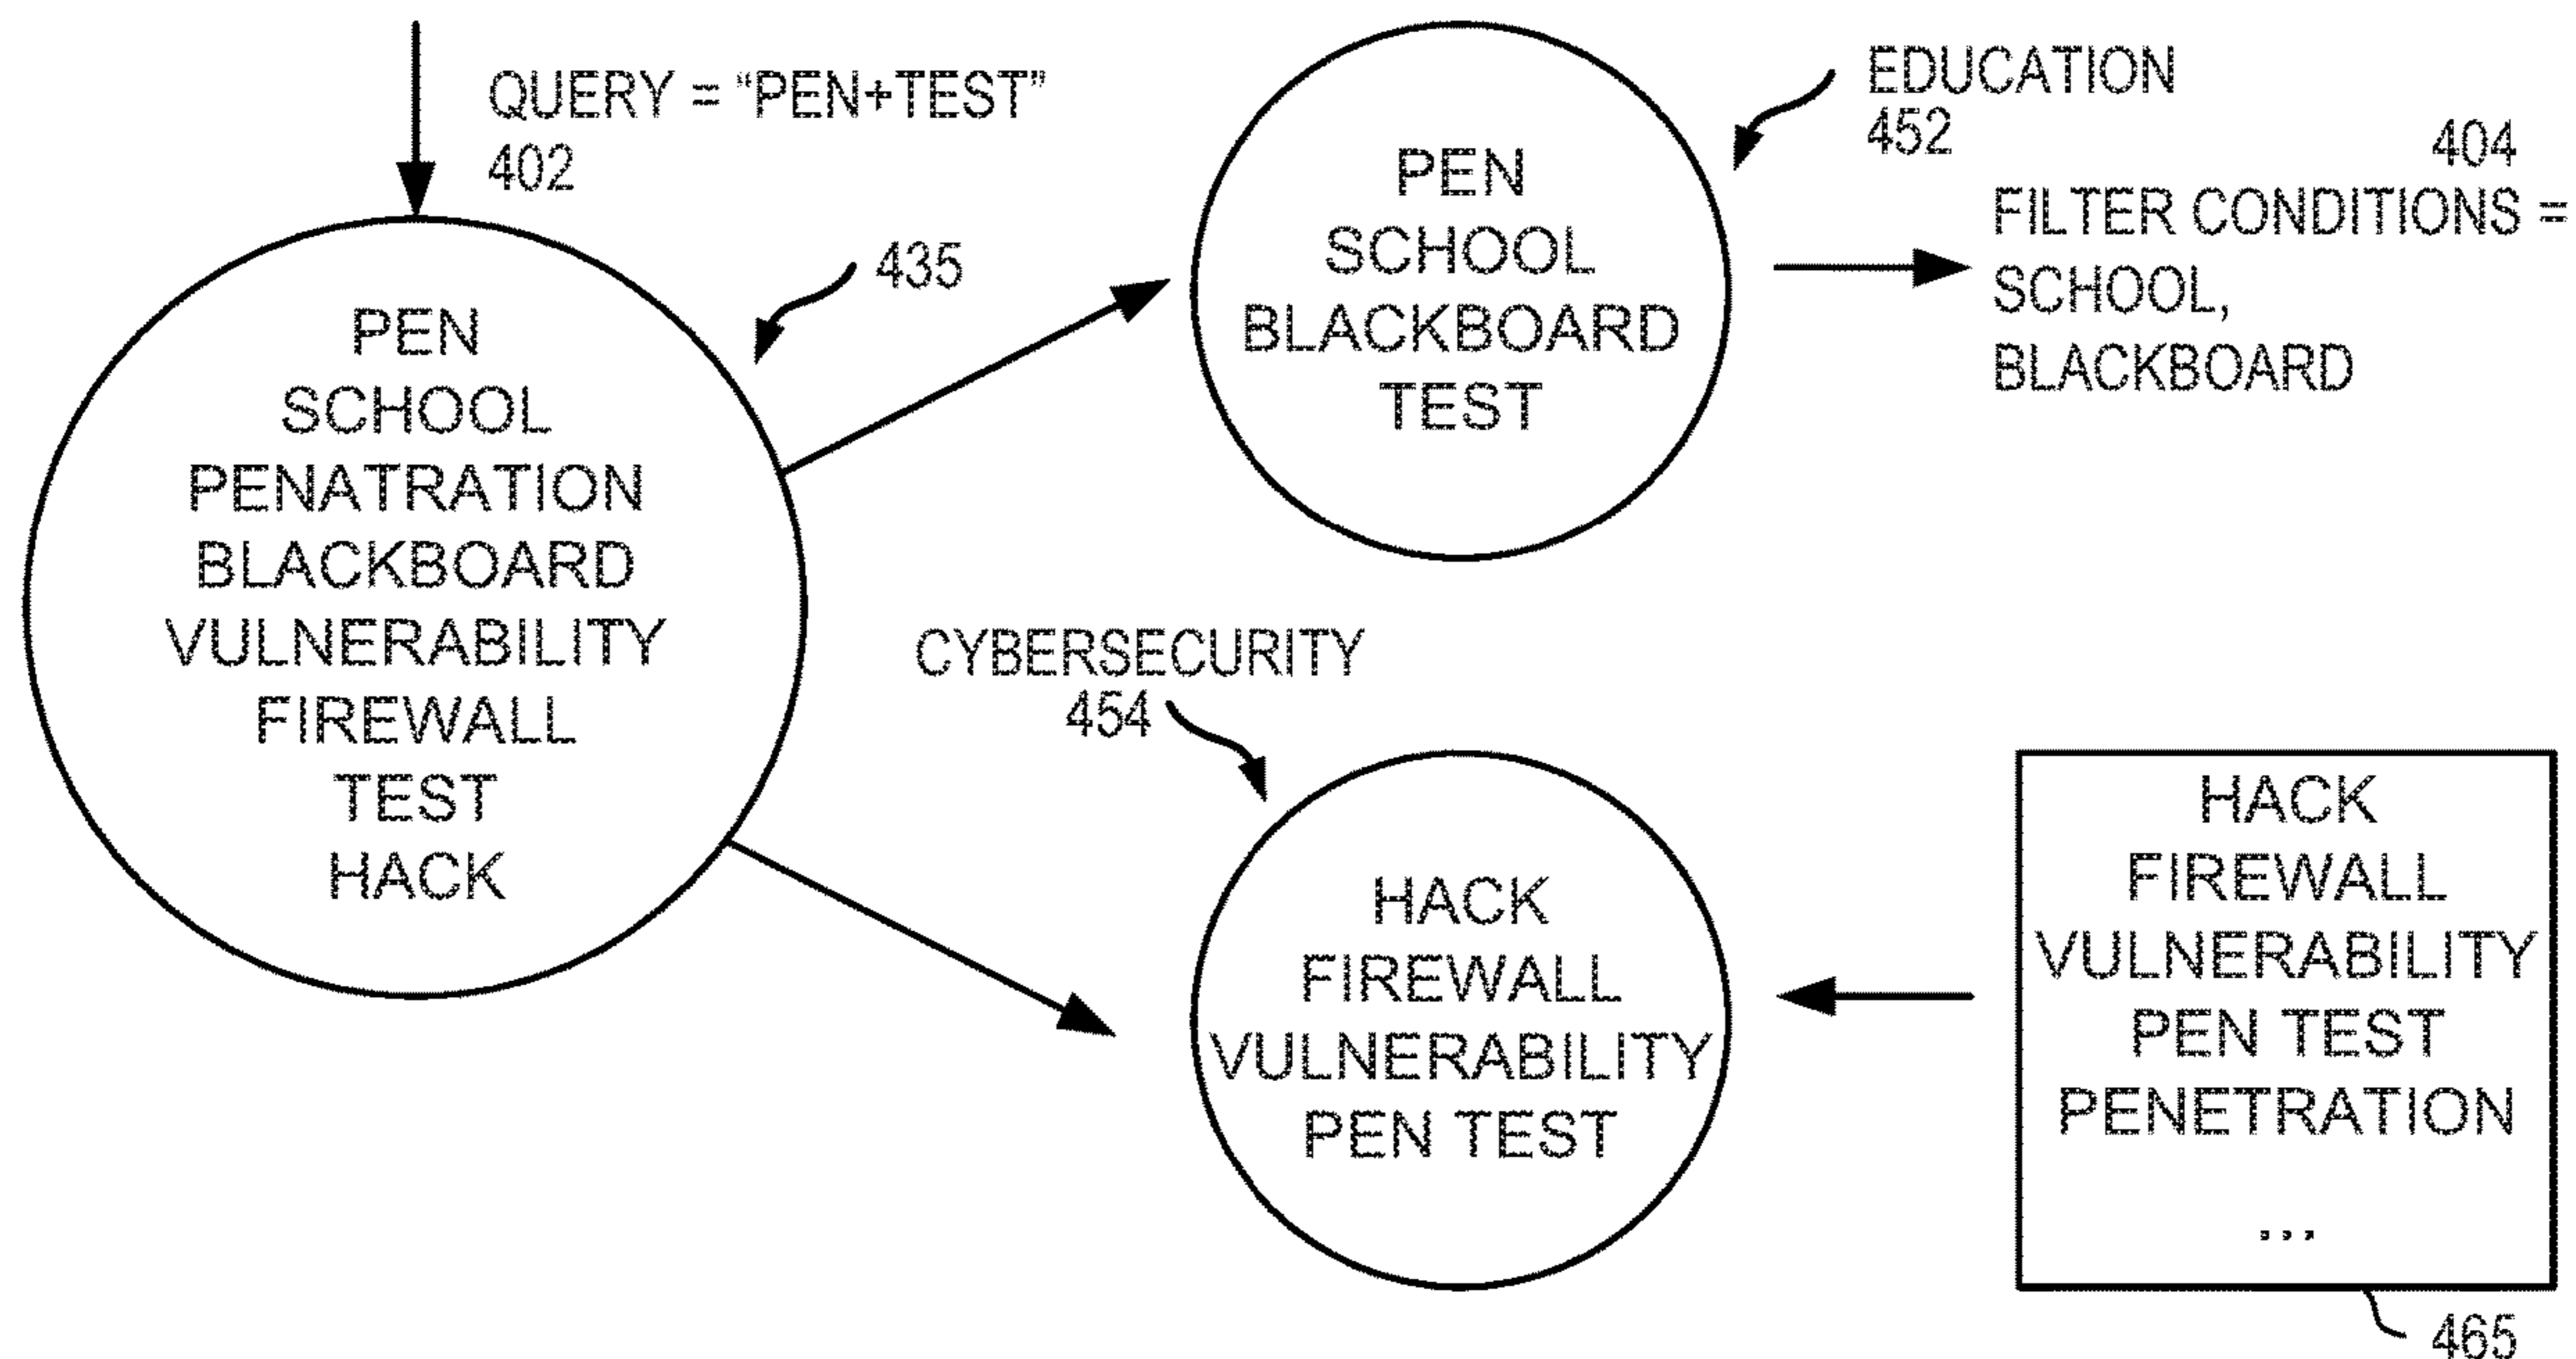 QUERY = “PEN+TEST”
402
435
PEN
SCHOOL
PENATRATION
BLACKBOARD
VULNERABILITY
FIREWALL
TEST
HACK
PEN
SCHOOL
BLACKBOARD
TEST
EDUCATION
452
404
FILTER CONDITIONS =
SCHOOL,
BLACKBOARD
CYBERSECURITY
454
HACK
FIREWALL
VULNERABILITY
PEN TEST
HACK
FIREWALL
VULNERABILITY
PEN TEST
PENETRATION
...
465